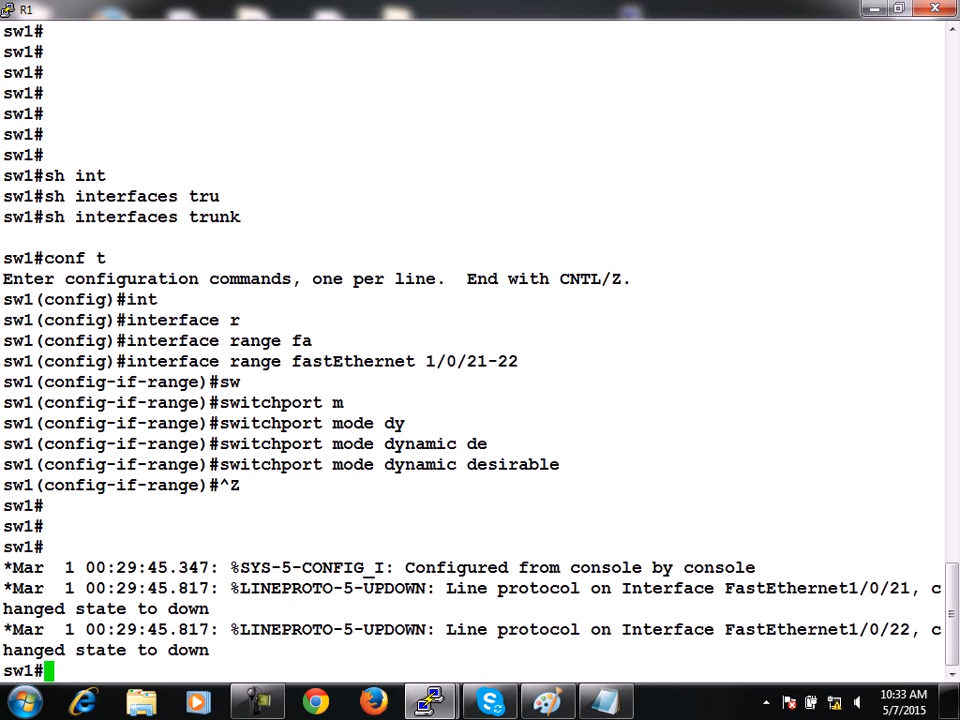 R1
sw1#
sw1#
sw1#
sw1#
sw1#
sw1#
sw1#
sw1#sh int
sw1#sh interfaces tru
sw1#sh interfaces trunk
sw1#conf t
Enter configuration commands, one per line.  End with CNTL/Z.
sw1(config)#int
sw1(config)#interface r
sw1(config)#interface range fa
sw1(config)#interface range fastEthernet 1/0/21-22
sw1(config-if-range)#sw
sw1(config-if-range)#switchport m
sw1(config-if-range)#switchport mode dy
sw1(config-if-range)#switchport mode dynamic de
sw1(config-if-range)#switchport mode dynamic desirable
sw1(config-if-range)#^Z
sw1#
sw1#
sw1#
*Mar  1 00:29:45.347: %SYS-5-CONFIG_I: Configured from console by console
*Mar  1 00:29:45.817: %LINEPROTO-5-UPDOWN: Line protocol on Interface FastEthernet1/0/21, c
hanged state to down
*Mar  1 00:29:45.817: %LINEPROTO-5-UPDOWN: Line protocol on Interface FastEthernet1/0/22, c
hanged state to down
sw1#
10:33 AM
5/7/2015